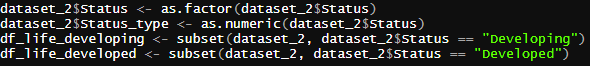 dataset_2$Status <- as.factor(dataset_2$Status)
dataset_2$Status_type <- as.numeric(dataset_2$Status)
df_life_developing <- subset(dataset_2, dataset_2$Status == "Developing")
df_life_developed <- subset(dataset_2, dataset_2$Status == "Developed")